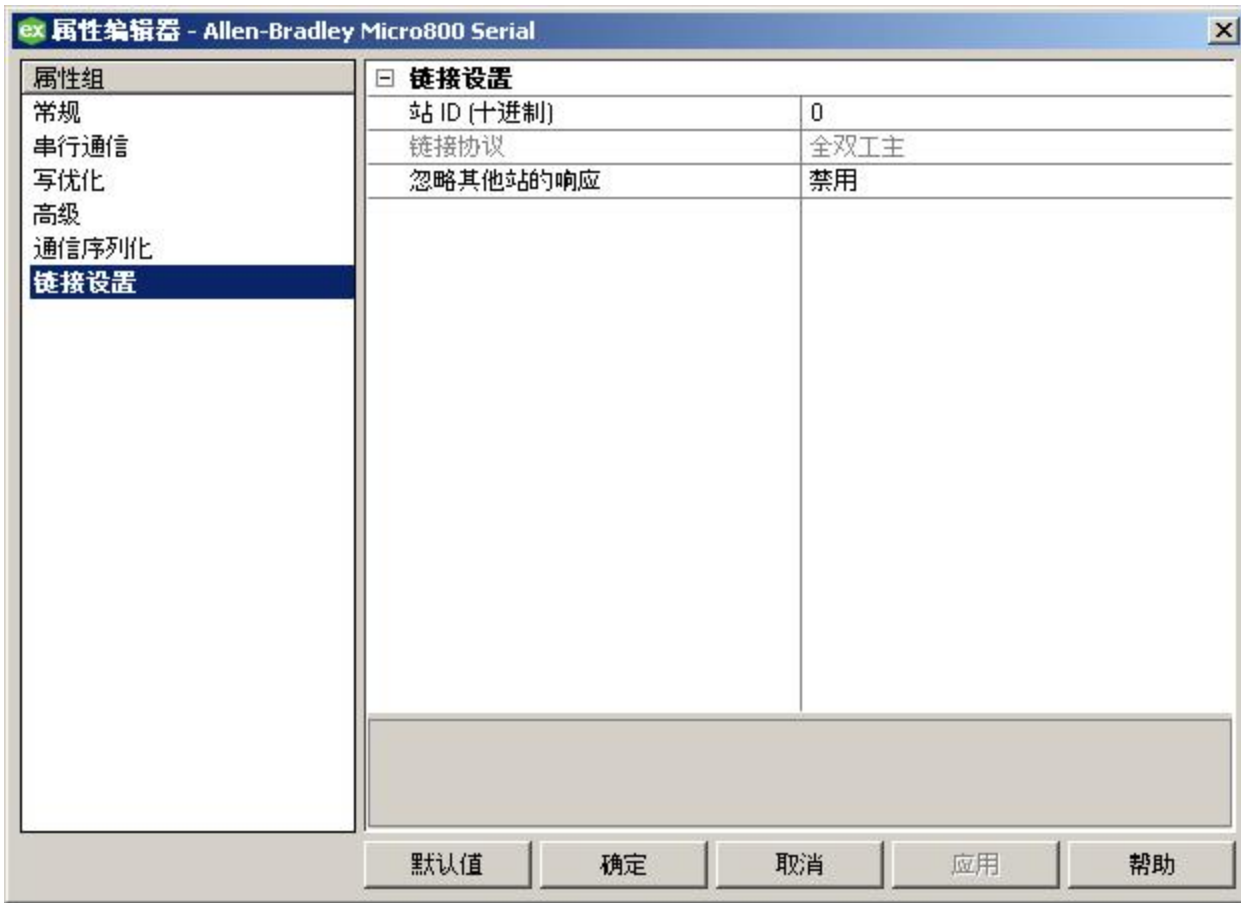 ex 属性编辑器 - Allen-Bradley Micro800 Serial
属性组
常规
串行通信
写优化
高级
通信序列化
链接设置
链接设置
站 ID (十进制) 0
链接协议 全双工主
忽略其他站的响应 禁用
默认值 确定 取消 应用 帮助